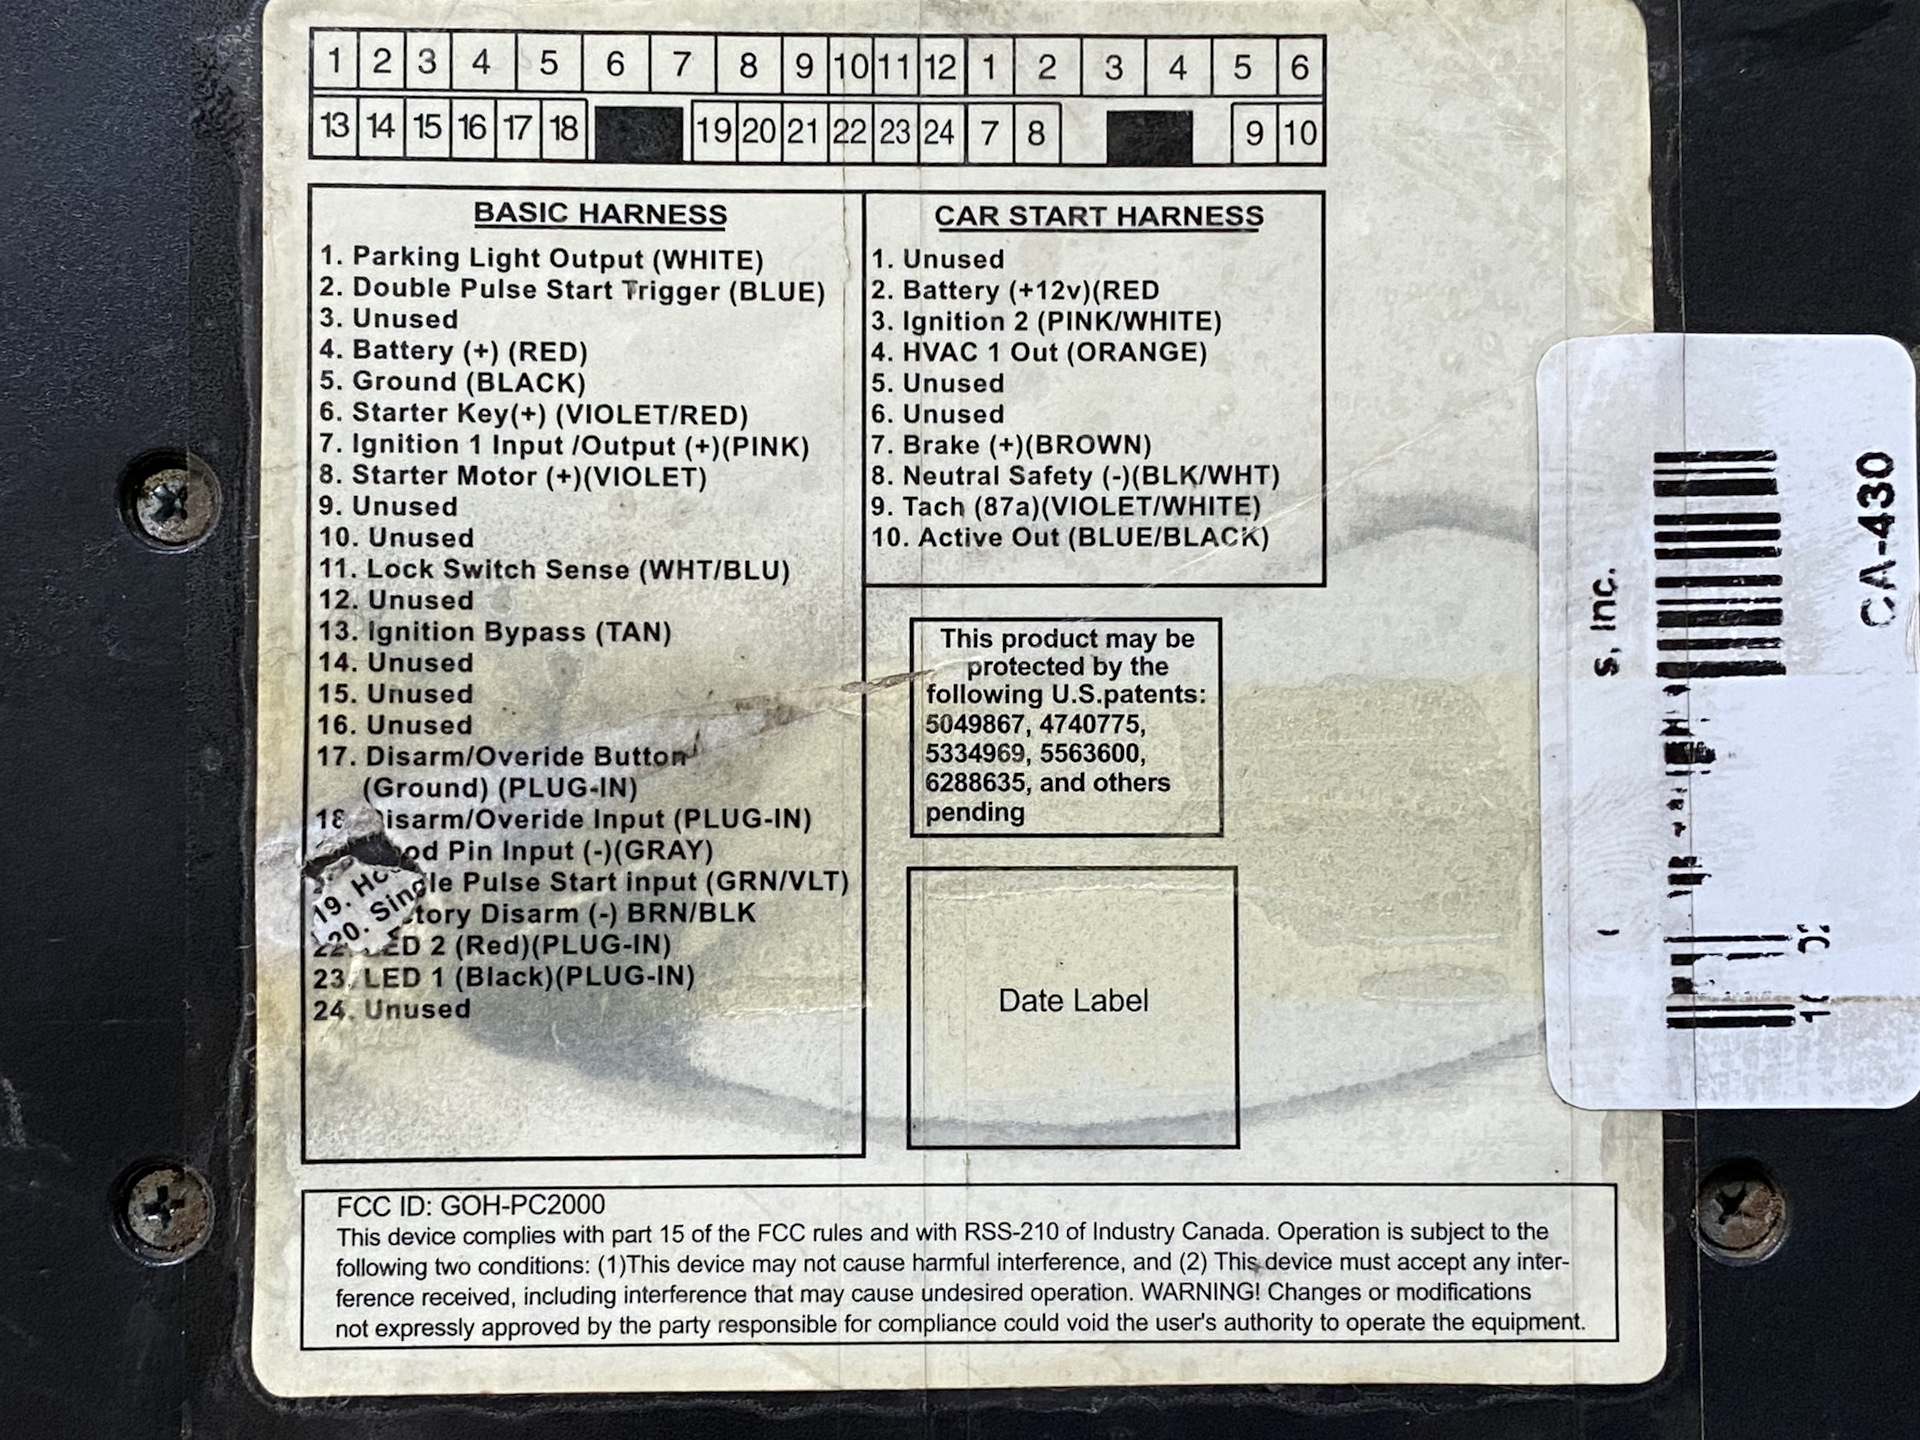 1 2 3 4 5 6 7 8 9 10 11 12 1 2 3 4 5 6
13 14 15 16 17 18 19 20 21 22 23 24 7 8 9 10
BASIC HARNESS
1. Parking Light Output (WHITE)
2. Double Pulse Start Trigger (BLUE)
3. Unused
4. Battery (+) (RED)
5. Ground (BLACK)
6. Starter Key(+) (VIOLET/RED)
7. Ignition 1 Input /Output (+)(PINK)
8. Starter Motor (+)(VIOLET)
9. Unused
10. Unused
11. Lock Switch Sense (WHT/BLU)
12. Unused
13. Ignition Bypass (TAN)
14. Unused
15. Unused
16. Unused
17. Disarm/Overide Button
(Ground) (PLUG-IN)
18 isarm/Overide Input (PLUG-IN)
19. Ho od Pin Input (-)(GRAY)
20. Sing le Pulse Start input (GRN/VLT)
tory Disarm (-) BRN/BLK
22. LED 2 (Red)(PLUG-IN)
23. LED 1 (Black)(PLUG-IN)
24. Unused
CAR START HARNESS
1. Unused
2. Battery (+12v)(RED
3. Ignition 2 (PINK/WHITE)
4. HVAC 1 Out (ORANGE)
5. Unused
6. Unused
7. Brake (+)(BROWN)
8. Neutral Safety (-)(BLK/WHT)
9. Tach (87a)(VIOLET/WHITE)
10. Active Out (BLUE/BLACK)
This product may be
protected by the
following U.S.patents:
5049867, 4740775,
5334969, 5563600,
6288635, and others
pending
Date Label
s, Inc.
CA-430
FCC ID: GOH-PC2000
This device complies with part 15 of the FCC rules and with RSS-210 of Industry Canada. Operation is subject to the
following two conditions: (1)This device may not cause harmful interference, and (2) This device must accept any inter-
ference received, including interference that may cause undesired operation. WARNING! Changes or modifications
not expressly approved by the party responsible for compliance could void the user's authority to operate the equipment.